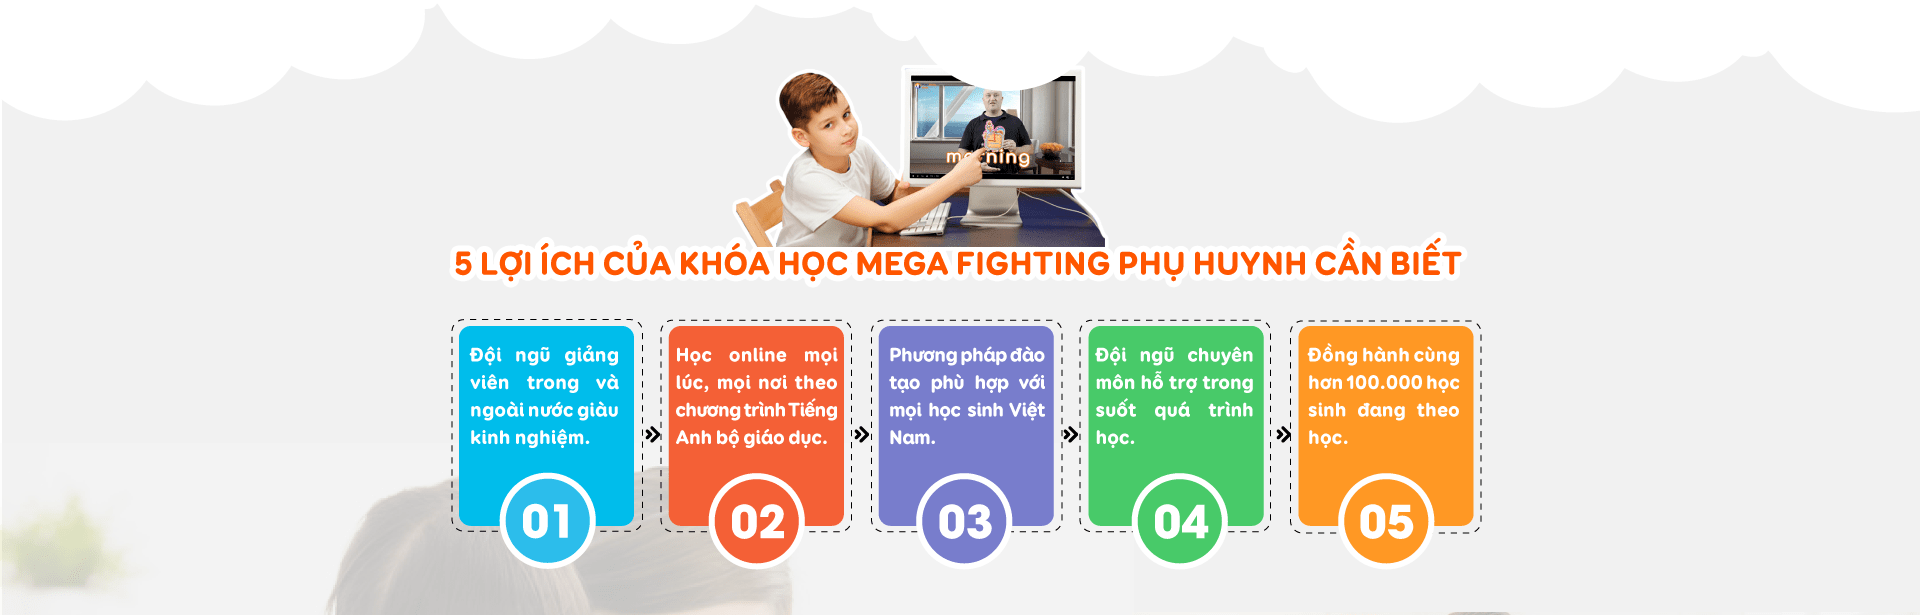 morning
5 LỢI ÍCH CỦA KHÓA HỌC MEGA FIGHTING PHỤ HUYNH CẦN BIẾT
Đội ngũ giảng
viên trong và
ngoài nước giàu
kinh nghiệm.
01
Học online mọi
lúc, mọi nơi theo
chương trình Tiếng
Anh bộ giáo dục.
02
Phương pháp đào
tạo phù hợp với
mọi học sinh Việt
Nam.
03
Đội ngũ chuyên
môn hỗ trợ trong
suốt quá trình
học.
04
Đồng hành cùng
hơn 100.000 học
sinh đang theo
học.
05